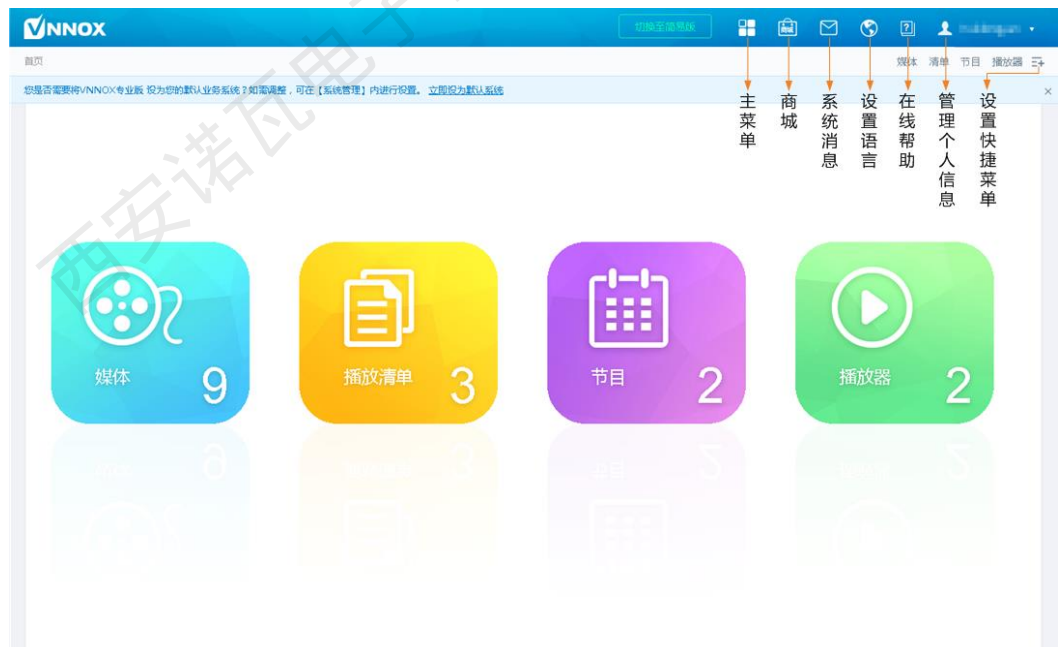 VNNOX
切换至简易版
商城
首页
媒体 清单 节目 播放器
您是否需要将VNNOX专业版 设为您的默认业务系统？如需调整，可在【系统管理】内进行设置。 立即设为默认系统
×
主菜单
商城
系统消息
设置语言
在线帮助
管理个人信息
设置快捷菜单
西安诺瓦电子
媒体 9
播放清单 3
节目 2
播放器 2